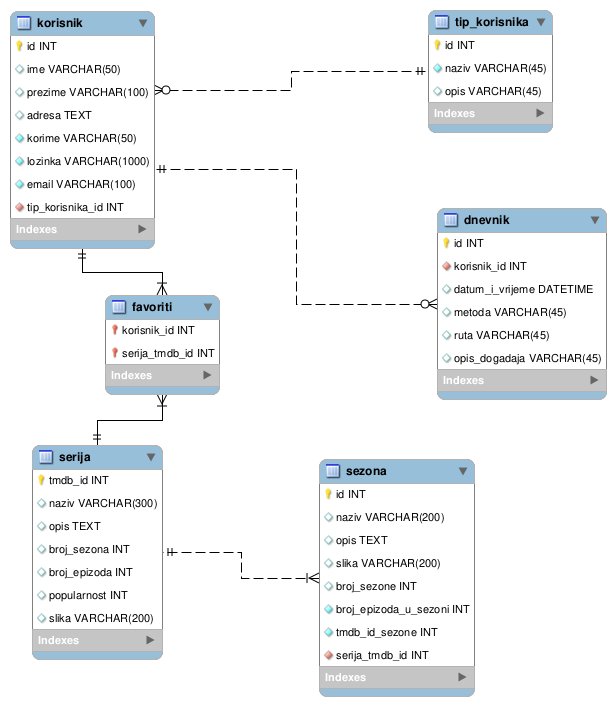 korisnik
id INT
ime VARCHAR(50)
prezime VARCHAR(100)
adresa TEXT
korime VARCHAR(50)
lozinka VARCHAR(1000)
email VARCHAR(100)
tip_korisnika_id INT
Indexes
tip_korisnika
id INT
naziv VARCHAR(45)
opis VARCHAR(45)
Indexes
dnevnik
id INT
korisnik_id INT
datum_i_vrijeme DATETIME
metoda VARCHAR(45)
ruta VARCHAR(45)
opis_dogadaja VARCHAR(45)
Indexes
favoriti
korisnik_id INT
serija_tmdb_id INT
Indexes
serija
tmdb_id INT
naziv VARCHAR(300)
opis TEXT
broj_sezona INT
broj_epizoda INT
popularnost INT
slika VARCHAR(200)
Indexes
sezona
id INT
naziv VARCHAR(200)
opis TEXT
slika VARCHAR(200)
broj_sezone INT
broj_epizoda_u_sezoni INT
tmdb_id_sezone INT
serija_tmdb_id INT
Indexes